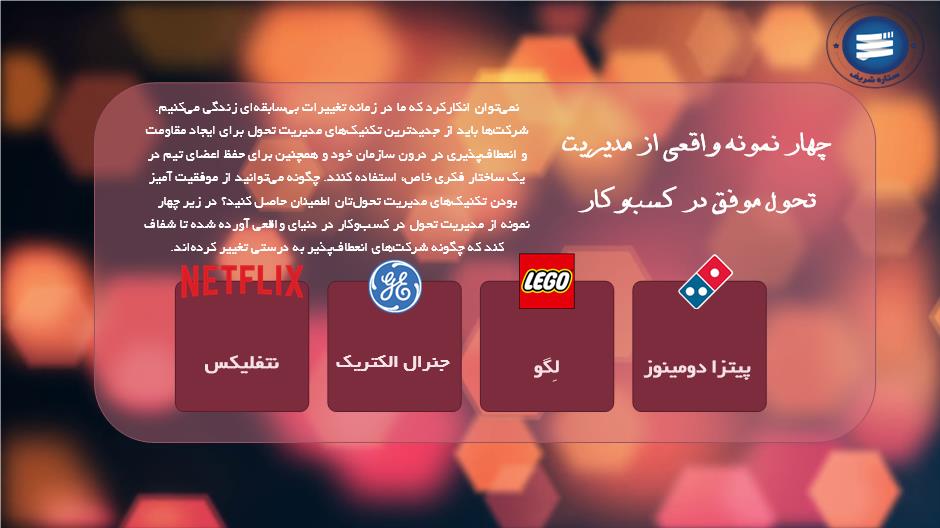 ستاره شریف
چهار نمونه واقعی از مدیریت
تحول موفق در کسب‌وکار
نمی‌توان انکارکرد که ما در زمانه تغییرات بی‌سابقه‌ای زندگی می‌کنیم.
شرکت‌ها باید از جدیدترین تکنیک‌های مدیریت تحول برای ایجاد مقاومت
و انعطاف‌پذیری در درون سازمان خود و همچنین برای حفظ اعضای تیم در
یک ساختار فکری خاص، استفاده کنند. چگونه می‌توانید از موفقیت آمیز
بودن تکنیک‌های مدیریت تحول‌تان اطمینان حاصل کنید؟ در زیر چهار
نمونه از مدیریت تحول در کسب‌وکار در دنیای واقعی آورده شده تا شفاف
کند که چگونه شرکت‌های انعطاف‌پذیر به درستی تغییر کرده‌اند.
پیتزا دومینوز
LEGO
لِگو
GE
جنرال الکتریک
NETFLIX
نتفلیکس